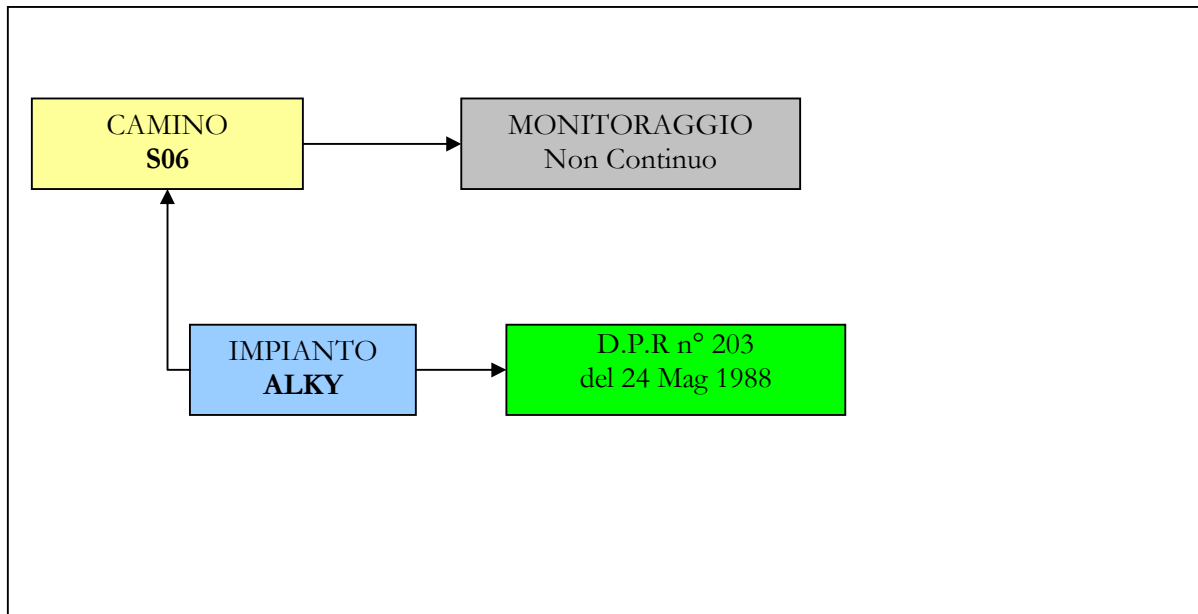 CAMINO
S06
MONITORAGGIO
Non Continuo
IMPIANTO
ALKY
D.P.R n° 203
del 24 Mag 1988